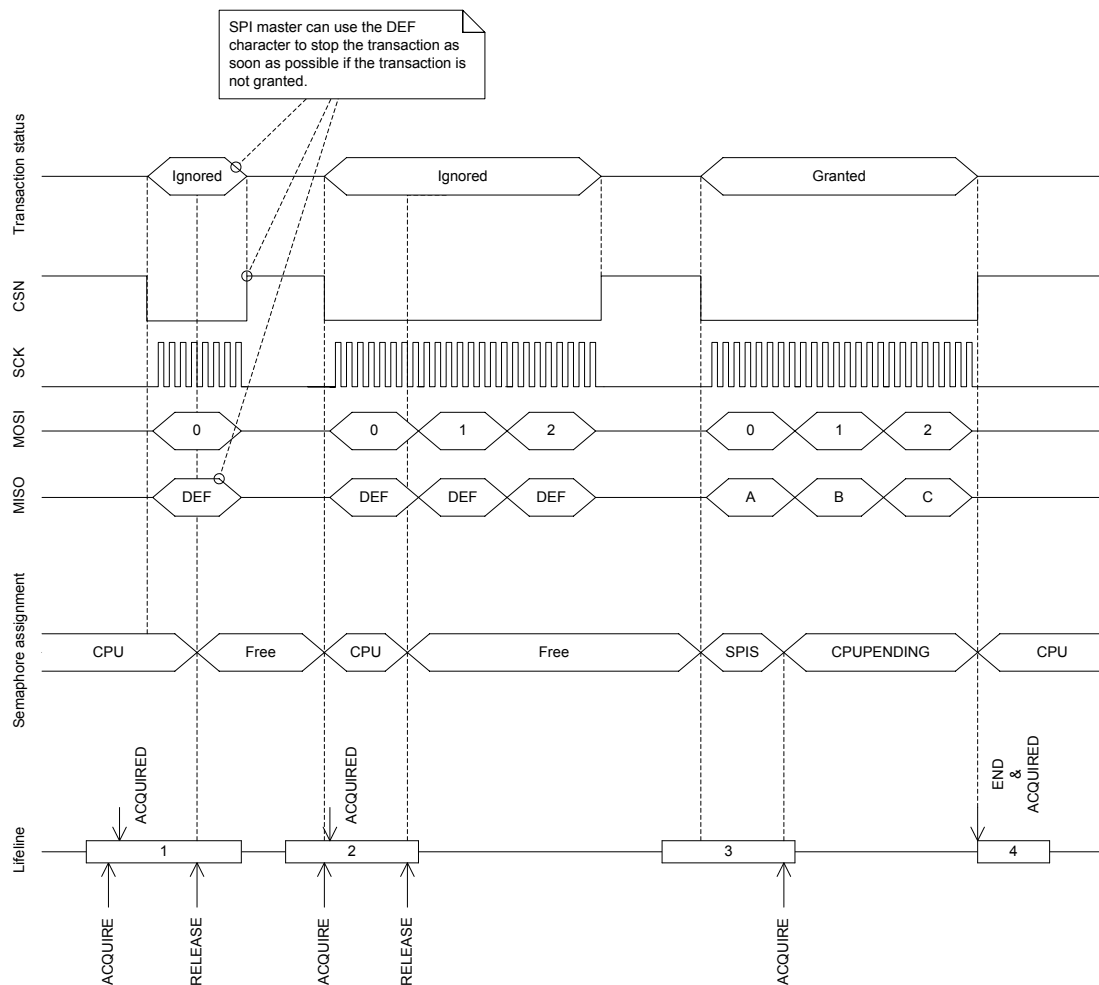 SPI master can use the DEF
character to stop the transaction as
soon as possible if the transaction is
not granted.
Transaction status
Ignored
Ignored
Granted
CSN
SCK
MOSI
0
0
1
2
0
1
2
MISO
DEF
DEF
DEF
DEF
A
B
C
Semaphore assignment
CPU
Free
CPU
Free
SPIS
CPUPENDING
CPU
ACQUIRED
ACQUIRED
END
&
ACQUIRED
Lifeline
1
2
3
4
ACQUIRE
RELEASE
ACQUIRE
RELEASE
ACQUIRE